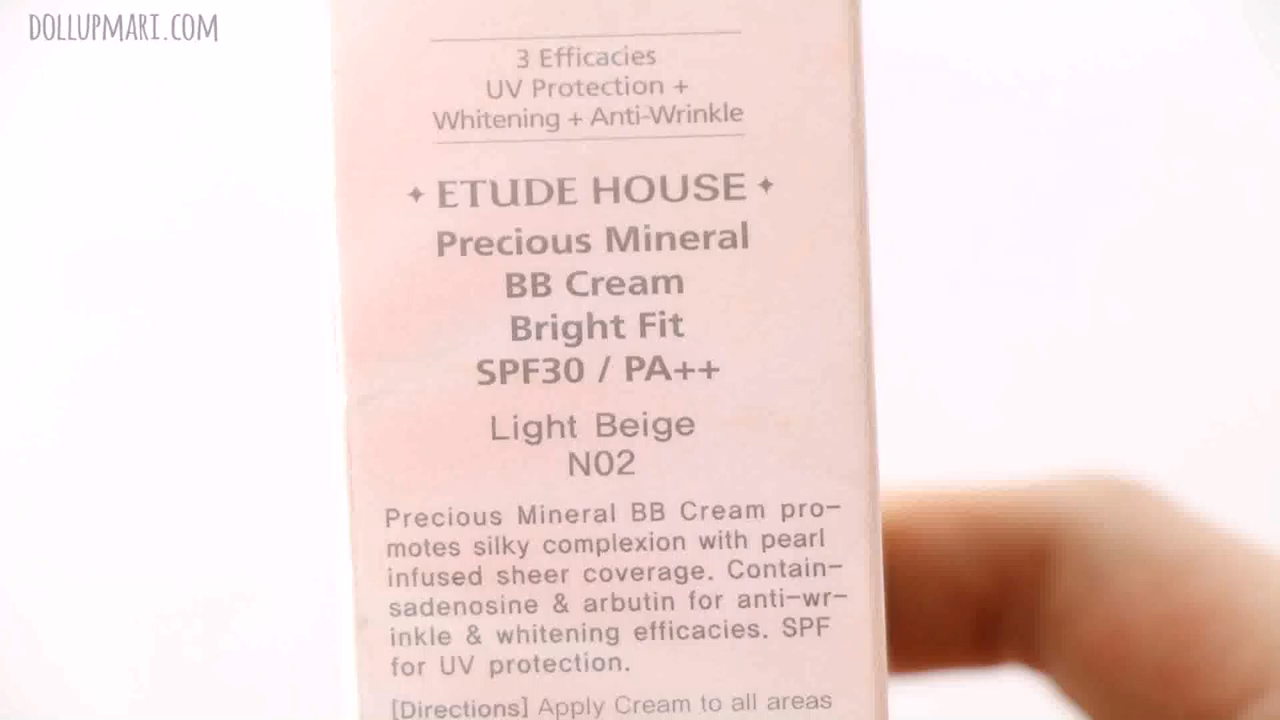 DOLLUPMARI.COM
3 Efficacies
UV Protection +
Whitening + Anti-Wrinkle
✦ ETUDE HOUSE ✦
Precious Mineral
BB Cream
Bright Fit
SPF30 / PA++
Light Beige
N02
Precious Mineral BB Cream pro-
motes silky complexion with pearl
infused sheer coverage. Contain-
sadenosine & arbutin for anti-wr-
inkle & whitening efficacies. SPF
for UV protection.
[Directions] Apply Cream to all areas